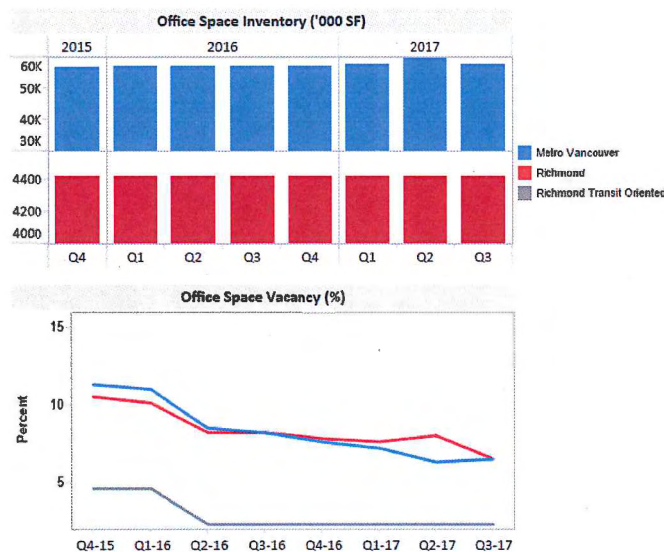 Office Space Inventory ('000 SF)
2015 2016 2017
60K
50K
40K
30K
4400
4200
4000
Q4 Q1 Q2 Q3 Q4 Q1 Q2 Q3
Metro Vancouver
Richmond
Richmond Transit Oriented
Office Space Vacancy (%)
15
10
5
Percent
Q4-15 Q1-16 Q2-16 Q3-16 Q4-16 Q1-17 Q2-17 Q3-17